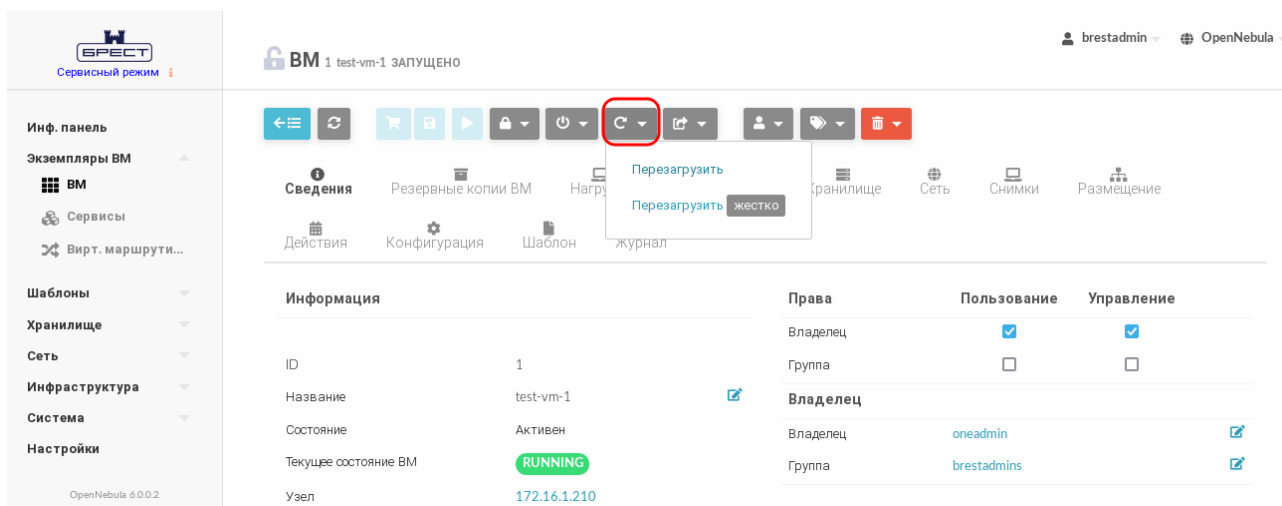 БРЕСТ
Сервисный режим i
brestadmin OpenNebula
ВМ 1 test-vm-1 ЗАПУЩЕНО
Инф. панель
Экземпляры ВМ
ВМ
Сервисы
Вирт. маршрути...
Шаблоны
Хранилище
Сеть
Инфраструктура
Система
Настройки
OpenNebula 6.0.0.2
Перезагрузить
Перезагрузить жестко
Сведения Резервные копии ВМ Хранилище Сеть Снимки Размещение
Действия Конфигурация Шаблон Журнал
Информация
ID 1
Название test-vm-1
Состояние Активен
Текущее состояние ВМ RUNNING
Узел 172.16.1.210
Права Пользование Управление
Владелец
Группа
Владелец
Владелец oneadmin
Группа brestadmins